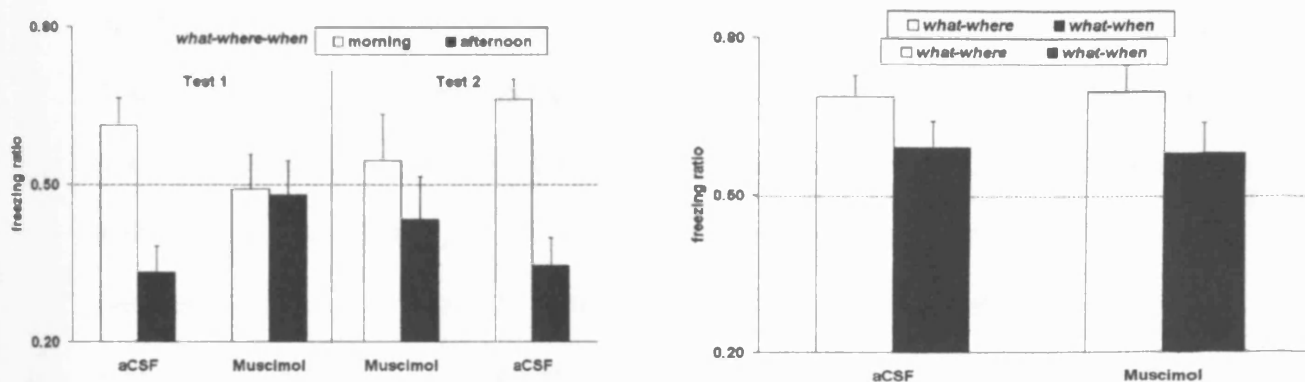 0.80
what-where-when
morning
afternoon
Test 1
Test 2
0.50
freezing ratio
0.20
aCSF
Muscimol
Muscimol
aCSF
what-where
what-when
what-where
what-when
0.80
0.50
freezing ratio
0.20
aCSF
Muscimol